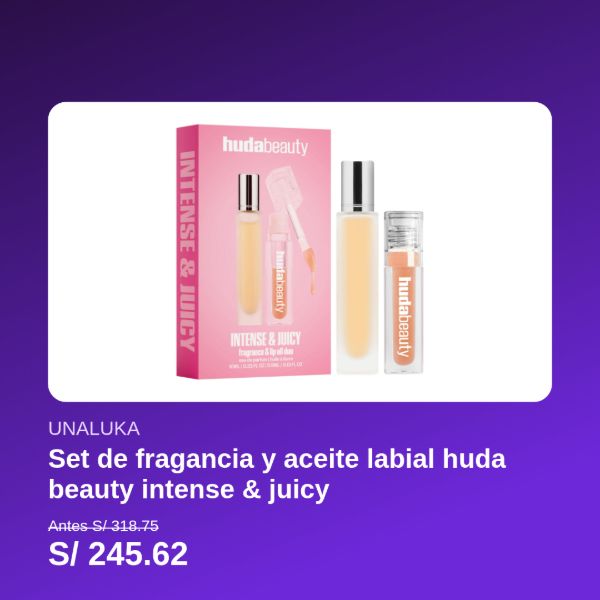 hudabeauty
INTENSE & JUICY
hudabeauty
INTENSE & JUICY
fragrance & lip oil duo
hudabeauty
UNALUKA
Set de fragancia y aceite labial huda
beauty intense & juicy
Antes S/ 318.75
S/ 245.62